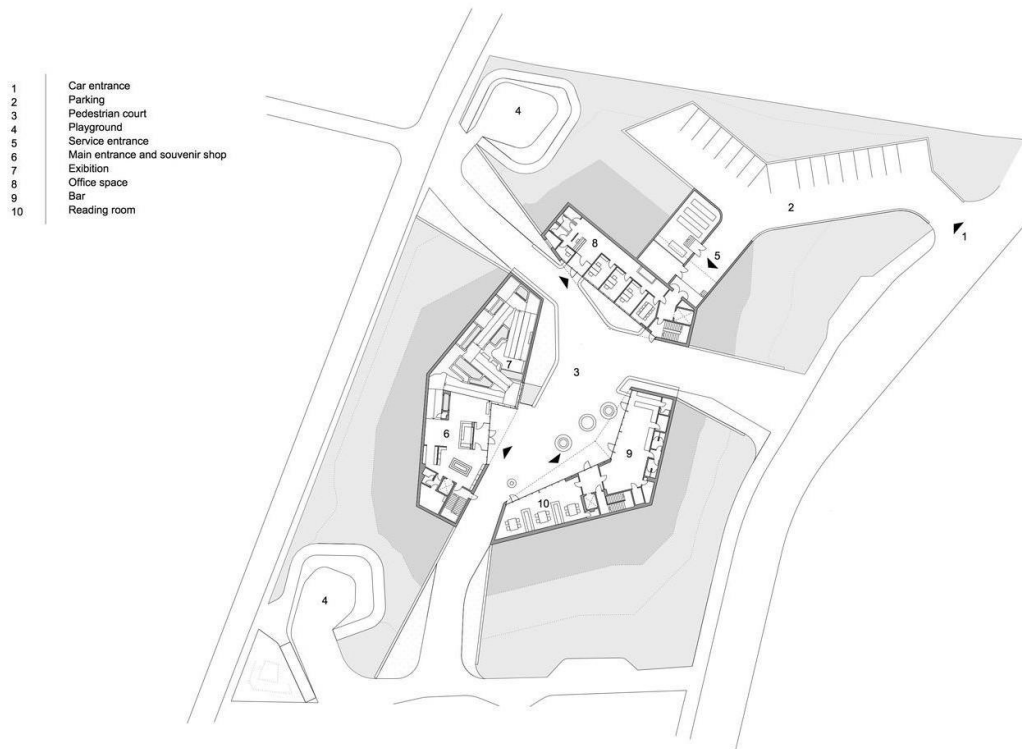 1 Car entrance
2 Parking
3 Pedestrian court
4 Playground
5 Service entrance
6 Main entrance and souvenir shop
7 Exibition
8 Office space
9 Bar
10 Reading room
4
8
2
5
1
7
3
6
9
10
4